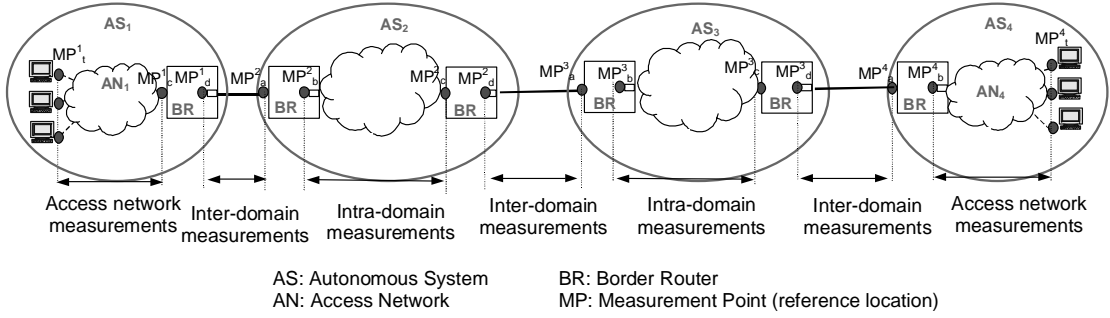 AS1
AS2
AS3
AS4
MP1t
AN1
MP1c
MP1d
BR
MP2a
MP2b
BR
MP2c
MP2d
BR
MP3a
MP3b
BR
MP3c
MP3d
BR
MP4a
MP4b
BR
AN4
MP4t
Access network
measurements
Inter-domain
measurements
Intra-domain
measurements
Inter-domain
measurements
Intra-domain
measurements
Inter-domain
measurements
Access network
measurements
AS: Autonomous System
BR: Border Router
AN: Access Network
MP: Measurement Point (reference location)